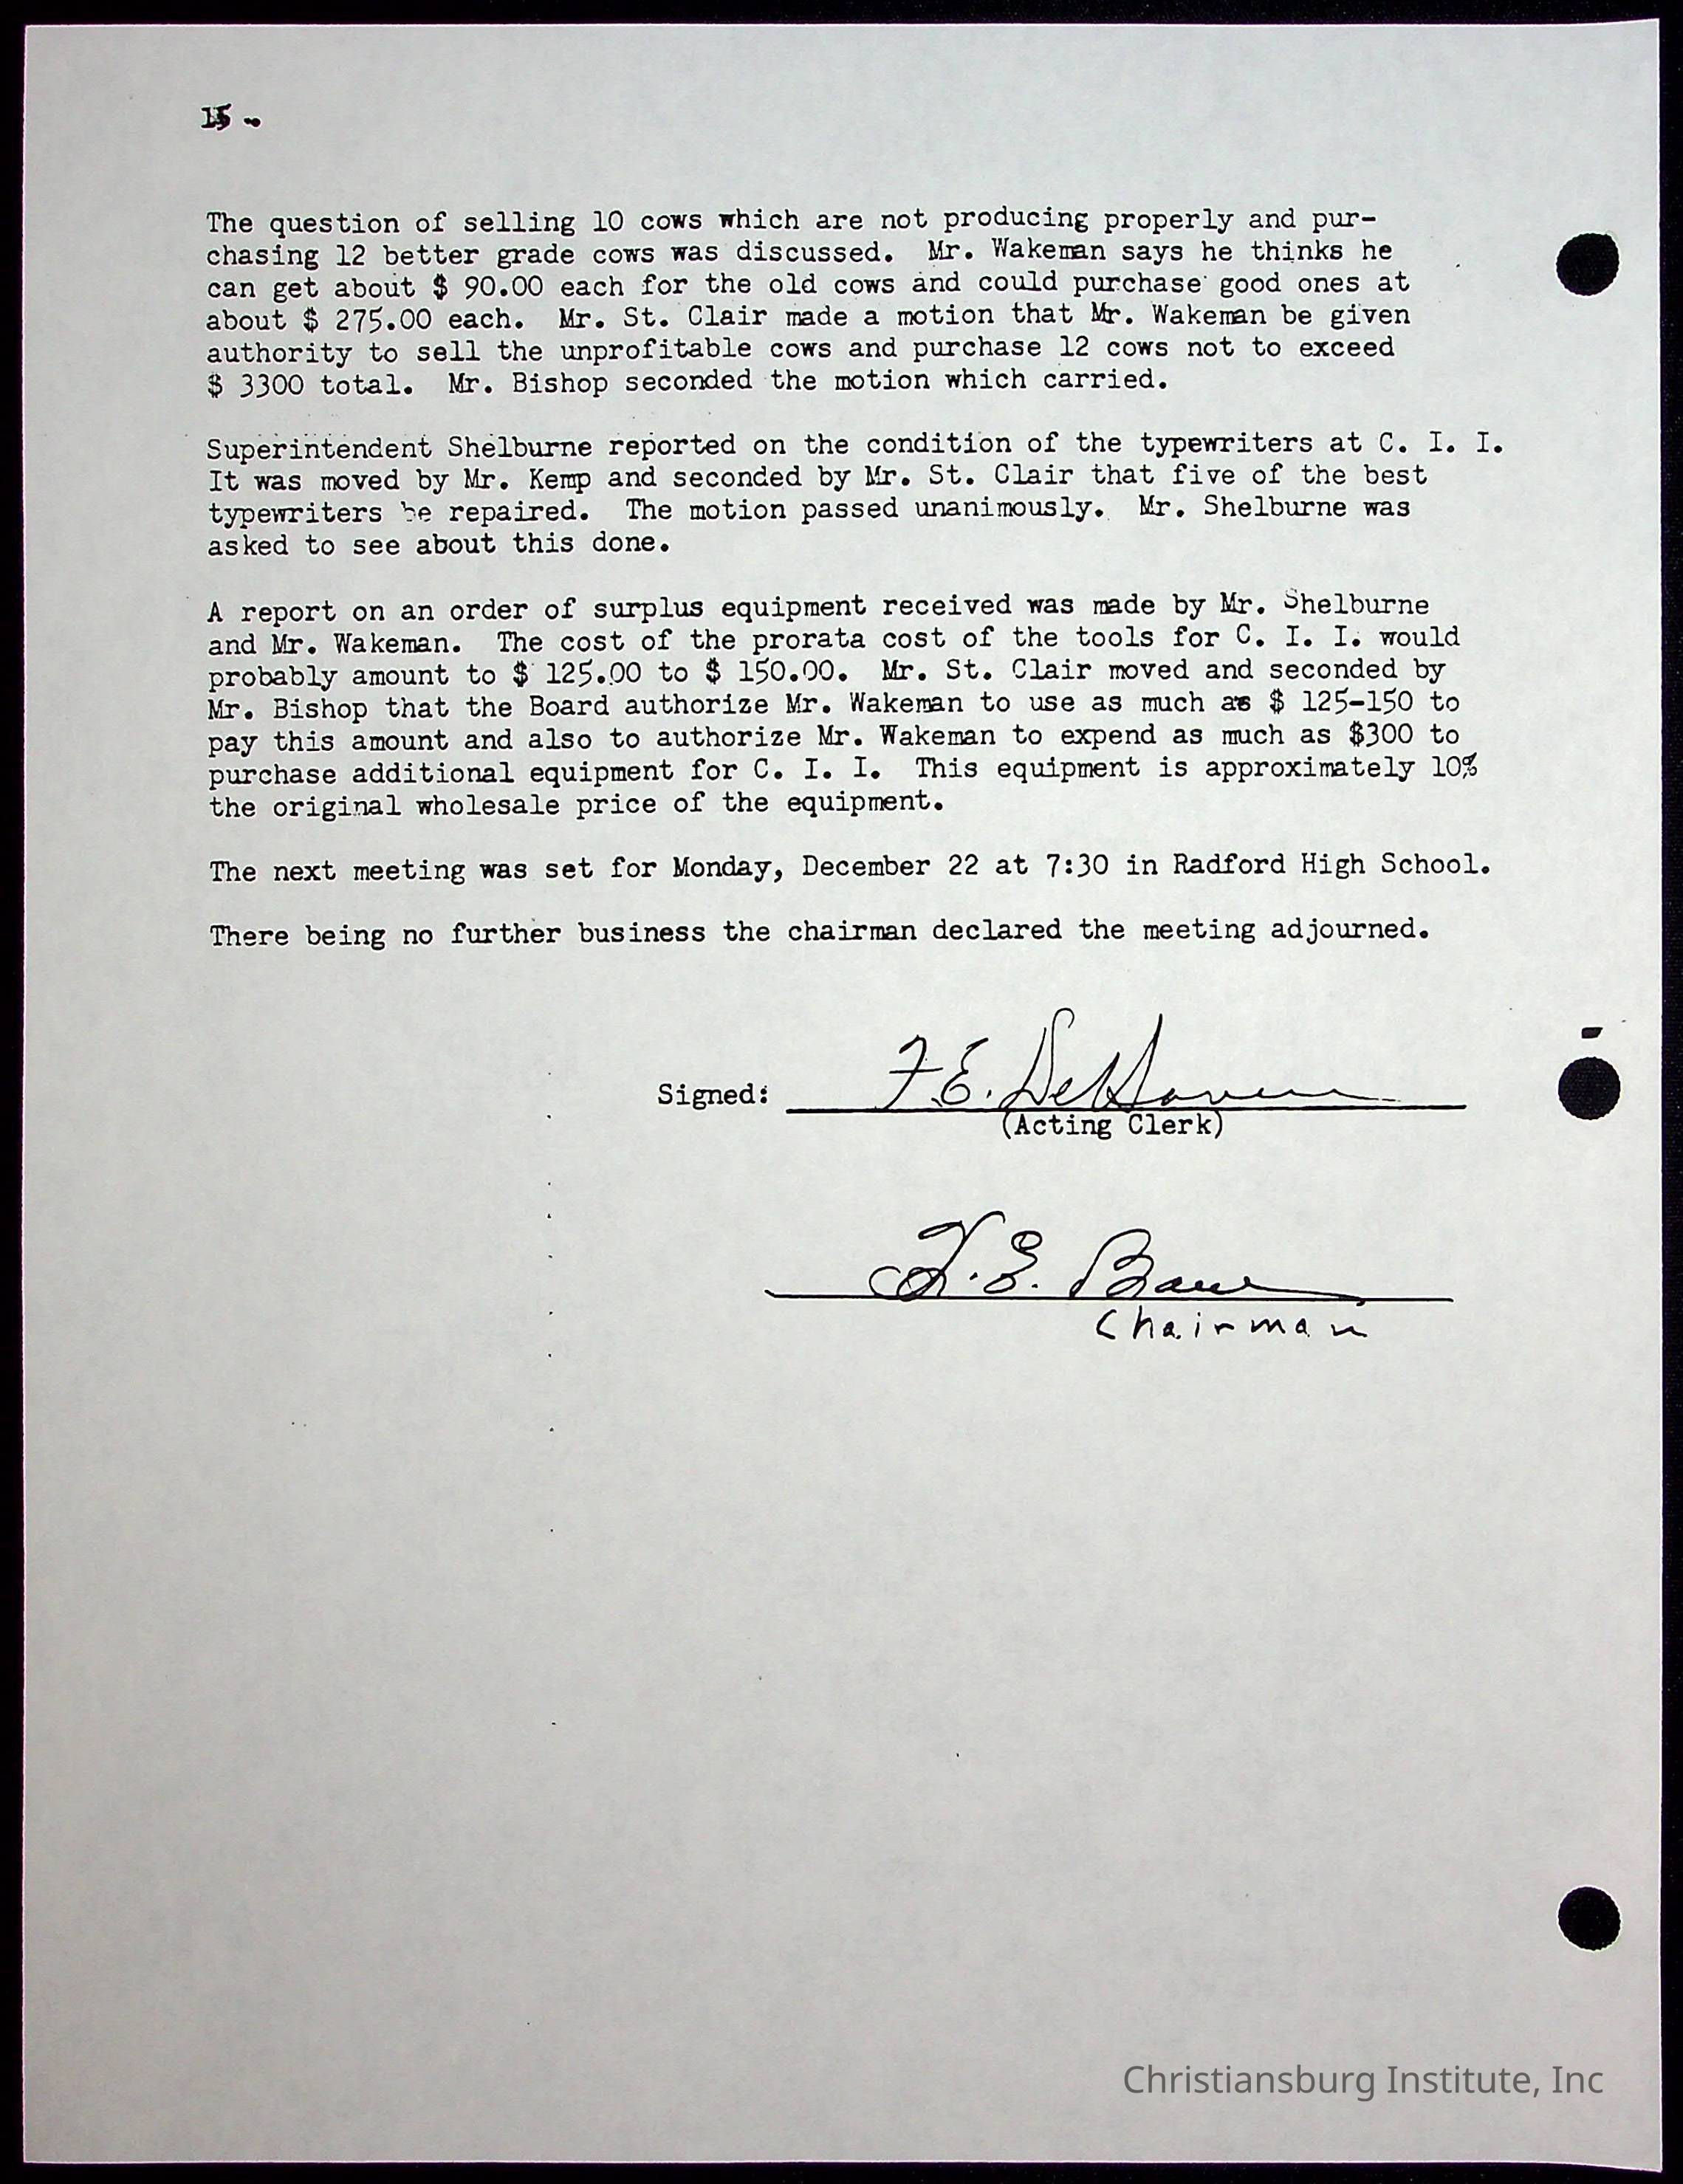 15 -
The question of selling 10 cows which are not producing properly and pur-
chasing 12 better grade cows was discussed.  Mr. Wakeman says he thinks he
can get about $ 90.00 each for the old cows and could purchase good ones at
about $ 275.00 each.  Mr. St. Clair made a motion that Mr. Wakeman be given
authority to sell the unprofitable cows and purchase 12 cows not to exceed
$ 3300 total.  Mr. Bishop seconded the motion which carried.
Superintendent Shelburne reported on the condition of the typewriters at C. I. I.
It was moved by Mr. Kemp and seconded by Mr. St. Clair that five of the best
typewriters be repaired.  The motion passed unanimously.  Mr. Shelburne was
asked to see about this done.
A report on an order of surplus equipment received was made by Mr. Shelburne
and Mr. Wakeman.  The cost of the prorata cost of the tools for C. I. I. would
probably amount to $ 125.00 to $ 150.00.  Mr. St. Clair moved and seconded by
Mr. Bishop that the Board authorize Mr. Wakeman to use as much as $ 125-150 to
pay this amount and also to authorize Mr. Wakeman to expend as much as $300 to
purchase additional equipment for C. I. I.  This equipment is approximately 10%
the original wholesale price of the equipment.
The next meeting was set for Monday, December 22 at 7:30 in Radford High School.
There being no further business the chairman declared the meeting adjourned.
Signed: F. E. DeHaven
(Acting Clerk)
E.
Chairman
Christiansburg Institute, Inc